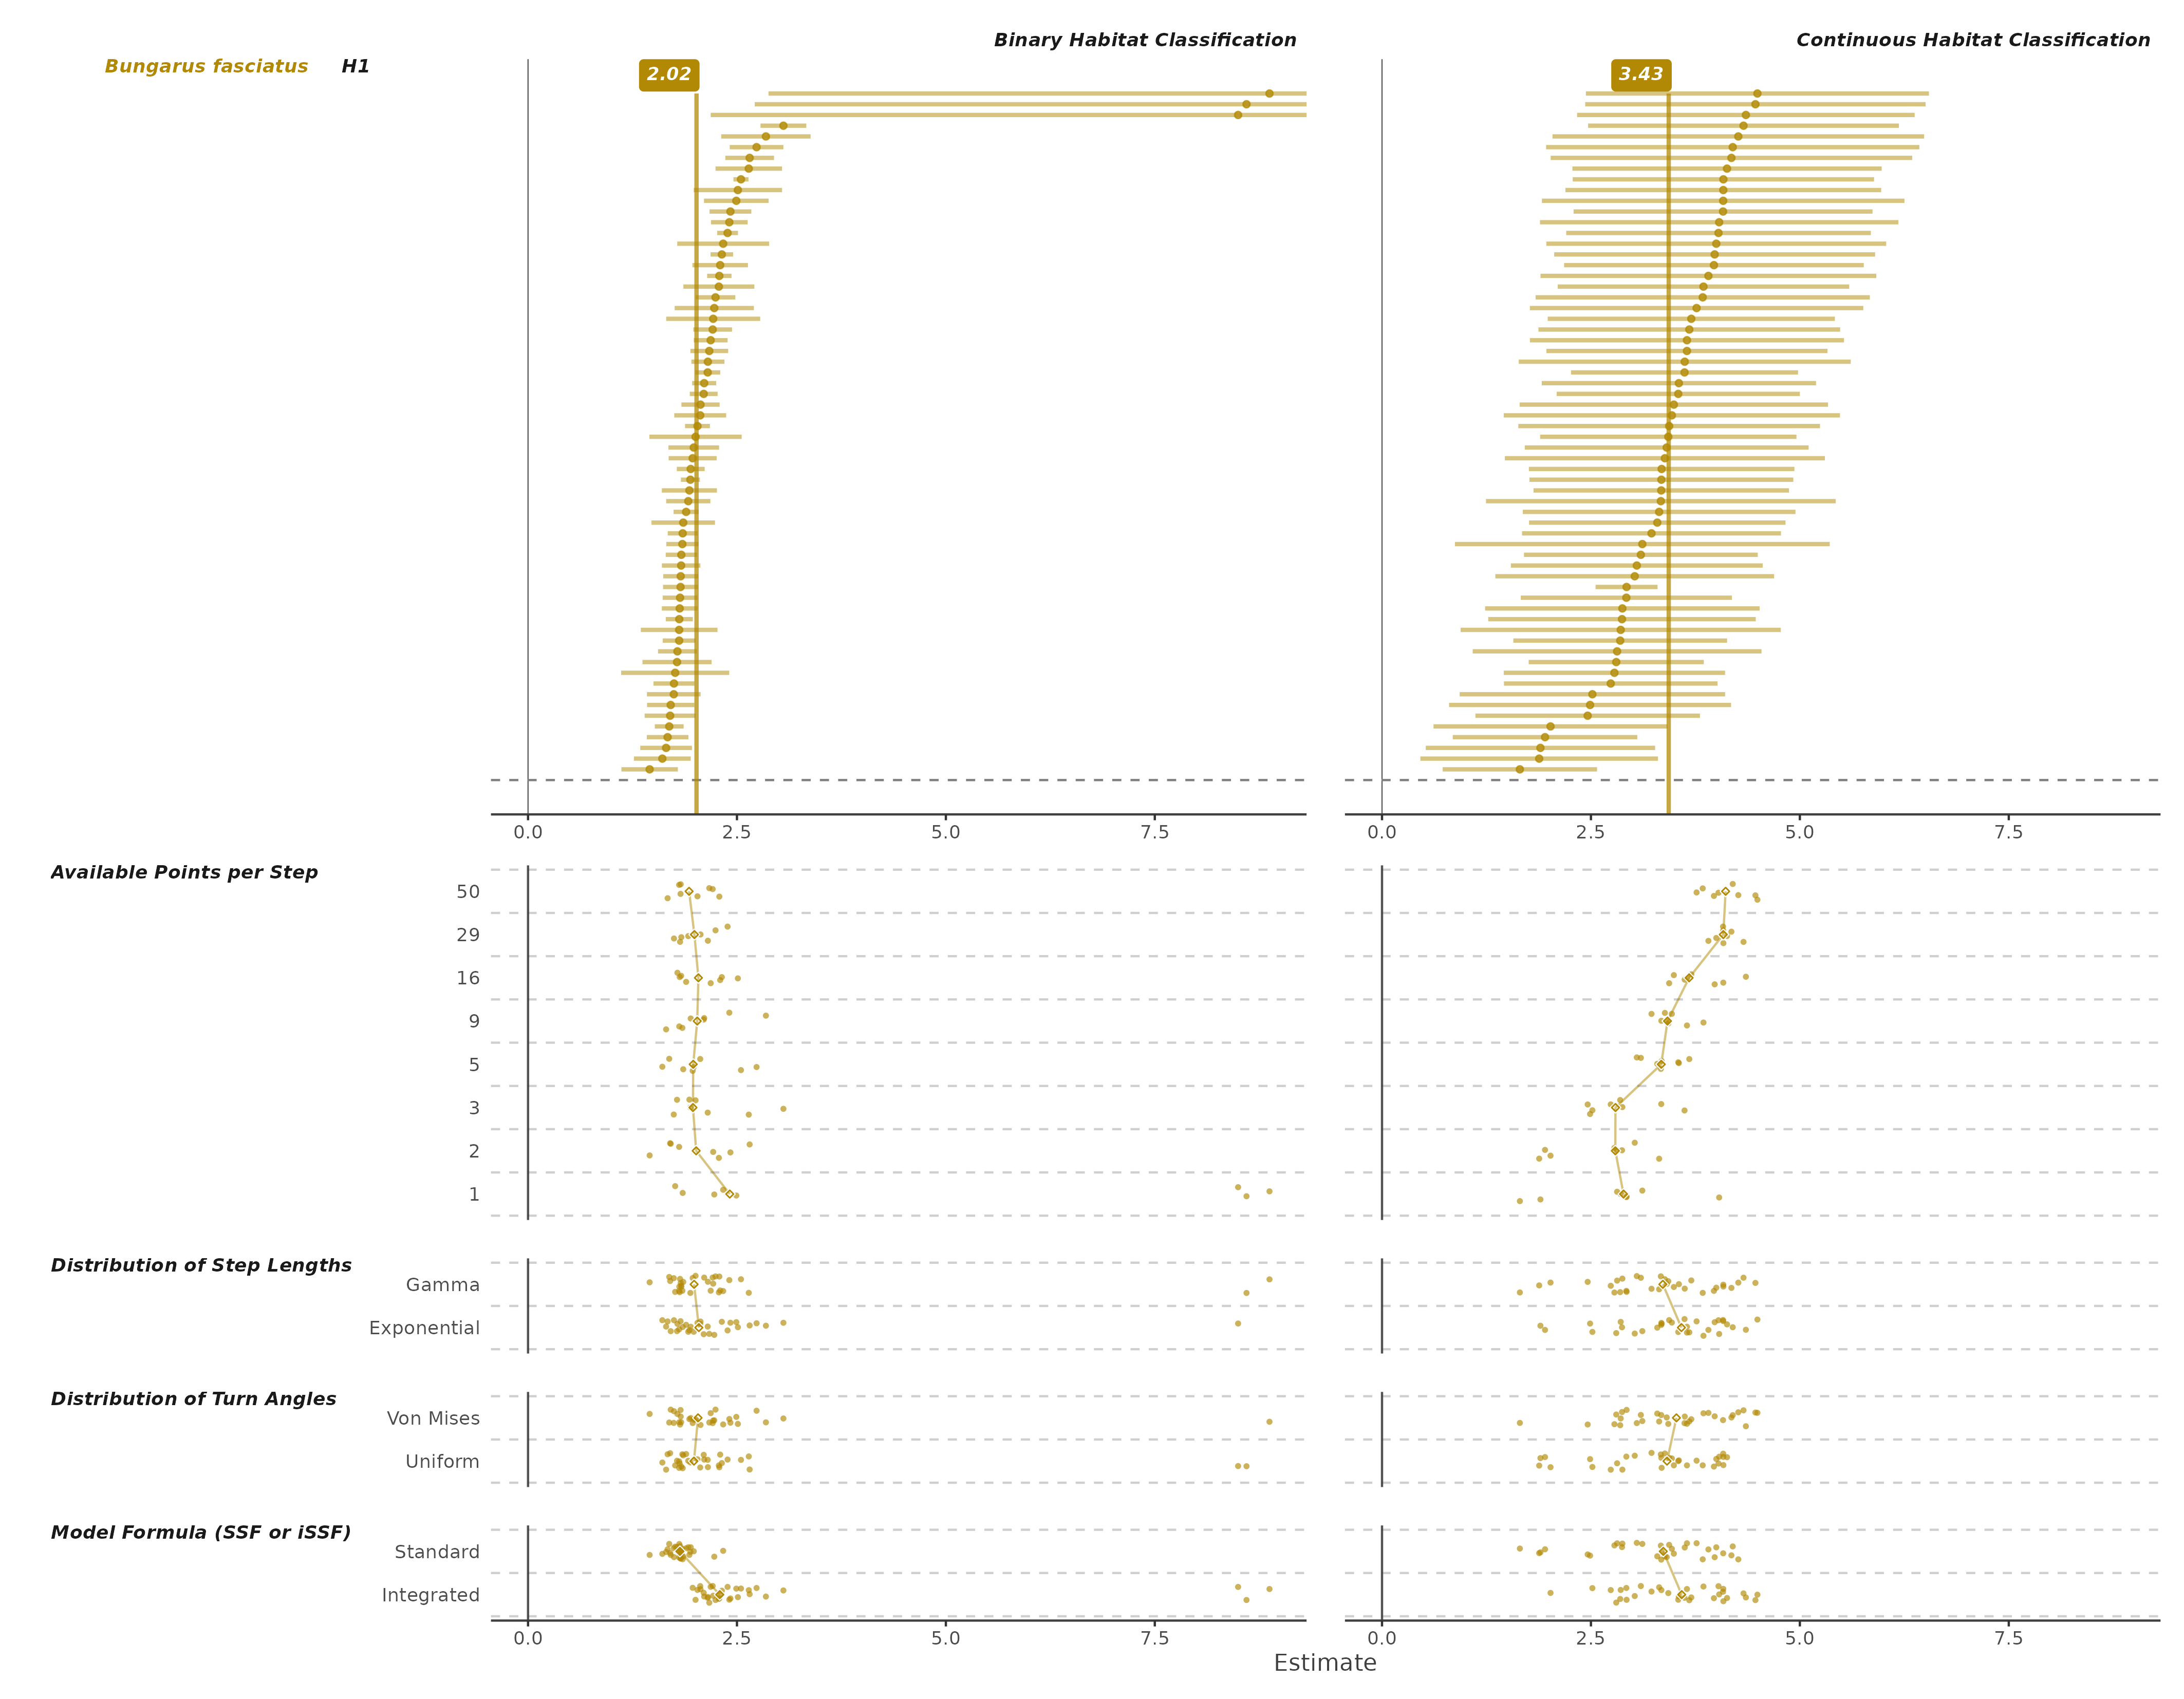 Binary Habitat Classification
Continuous Habitat Classification
Bungarus fasciatus H1
2.02
3.43
0.0 2.5 5.0 7.5
0.0 2.5 5.0 7.5
Available Points per Step
50
29
16
9
5
3
2
1
Distribution of Step Lengths
Gamma
Exponential
Distribution of Turn Angles
Von Mises
Uniform
Model Formula (SSF or iSSF)
Standard
Integrated
0.0 2.5 5.0 7.5
0.0 2.5 5.0 7.5
Estimate